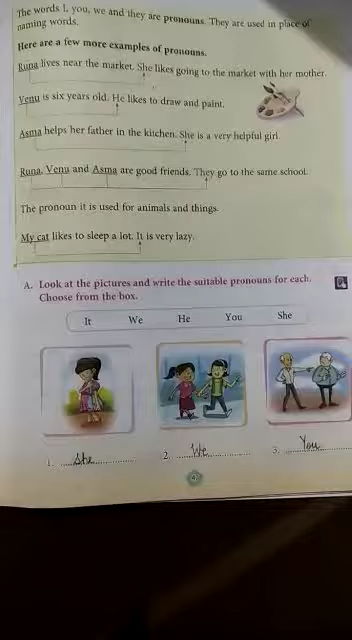 The words I, you, we and they are pronouns. They are used in place of
naming words.
Here are a few more examples of pronouns.
Runa lives near the market. She likes going to the market with her mother.
Venu is six years old. He likes to draw and paint.
Asma helps her father in the kitchen. She is a very helpful girl.
Runa, Venu and Asma are good friends. They go to the same school.
The pronoun it is used for animals and things.
My cat likes to sleep a lot. It is very lazy.
A. Look at the pictures and write the suitable pronouns for each.
Choose from the box.
It We He You She
1. She 2. We 3. You